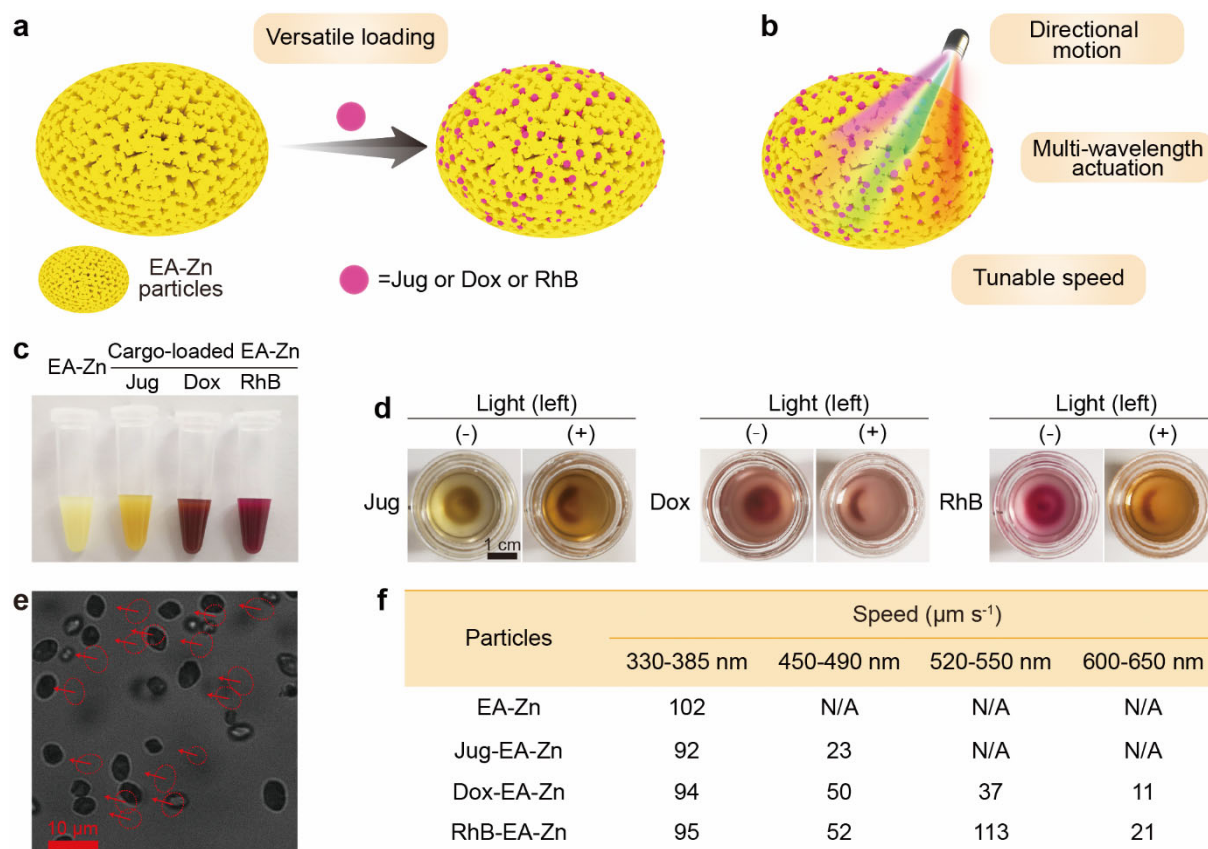 a
Versatile loading
EA-Zn
particles
=Jug or Dox or RhB
b
Directional
motion
Multi-wavelength
actuation
Tunable speed
c
Cargo-loaded EA-Zn
EA-Zn
Jug Dox RhB
d
Light (left)
(-) (+)
Jug
1 cm
Light (left)
(-) (+)
Dox
Light (left)
(-) (+)
RhB
e
10 µm
f
Particles
Speed (µm s⁻¹)
330-385 nm 450-490 nm 520-550 nm 600-650 nm
EA-Zn 102 N/A N/A N/A
Jug-EA-Zn 92 23 N/A N/A
Dox-EA-Zn 94 50 37 11
RhB-EA-Zn 95 52 113 21